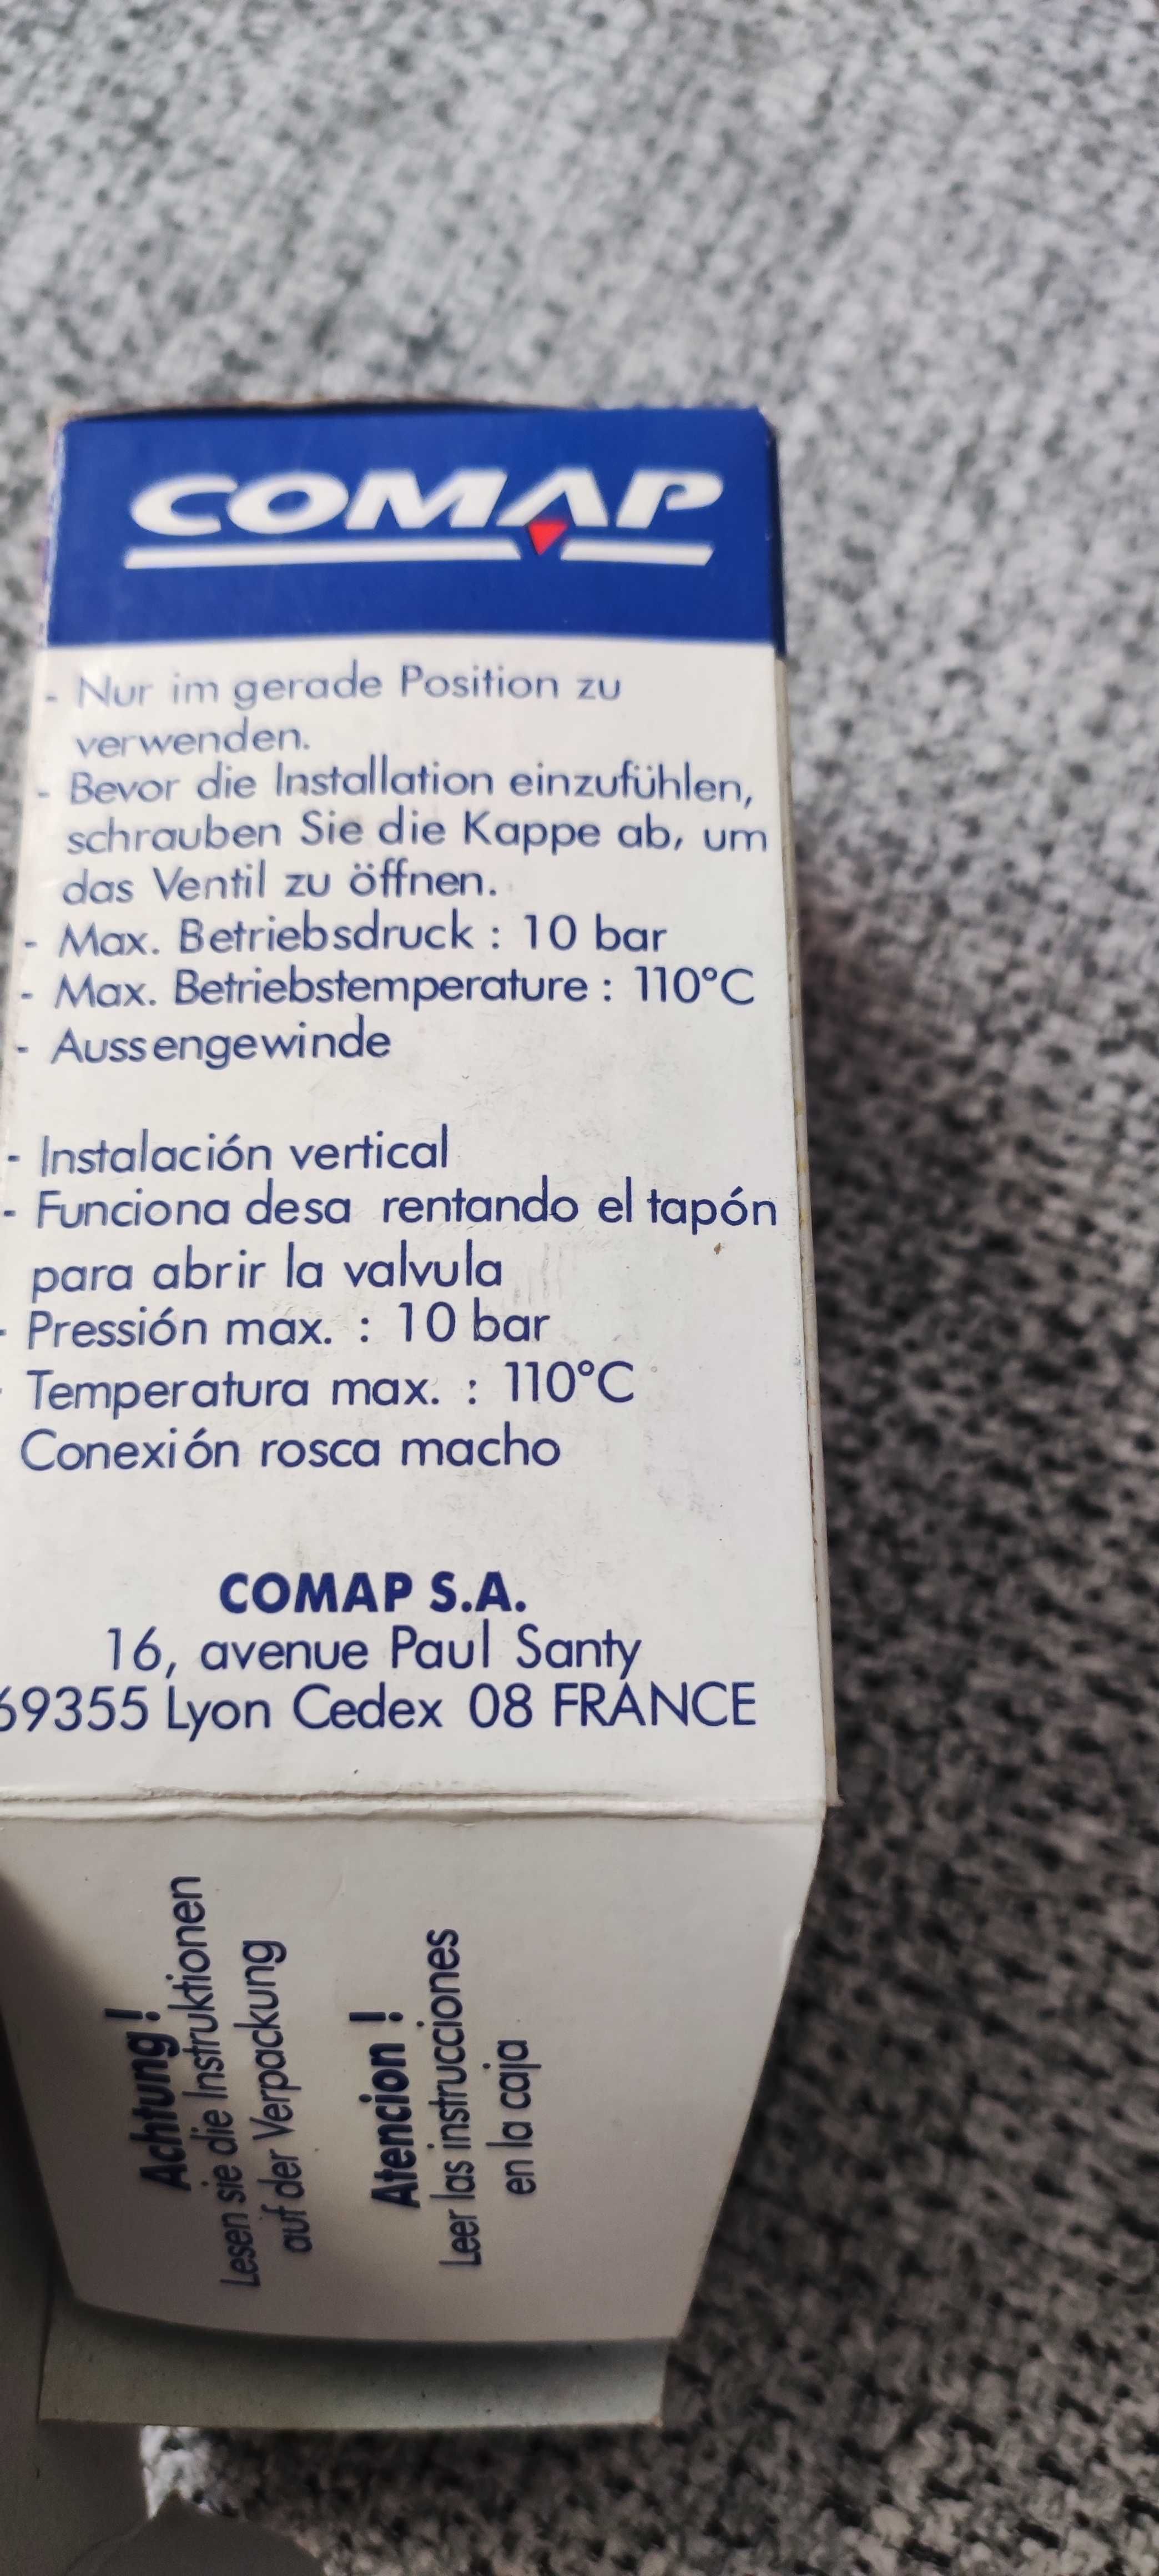 COMAP
- Nur im gerade Position zu
verwenden.
- Bevor die Installation einzufühlen,
schrauben Sie die Kappe ab, um
das Ventil zu öffnen.
- Max. Betriebsdruck : 10 bar
- Max. Betriebstemperature : 110°C
- Aussengewinde
- Instalación vertical
- Funciona desa rentando el tapón
para abrir la valvula
- Pressión max. : 10 bar
- Temperatura max. : 110°C
Conexión rosca macho
COMAP S.A.
16, avenue Paul Santy
69355 Lyon Cedex 08 FRANCE
Achtung !
Lesen sie die Instruktionen
auf der Verpackung
Atencion !
Leer las instrucciones
en la caja